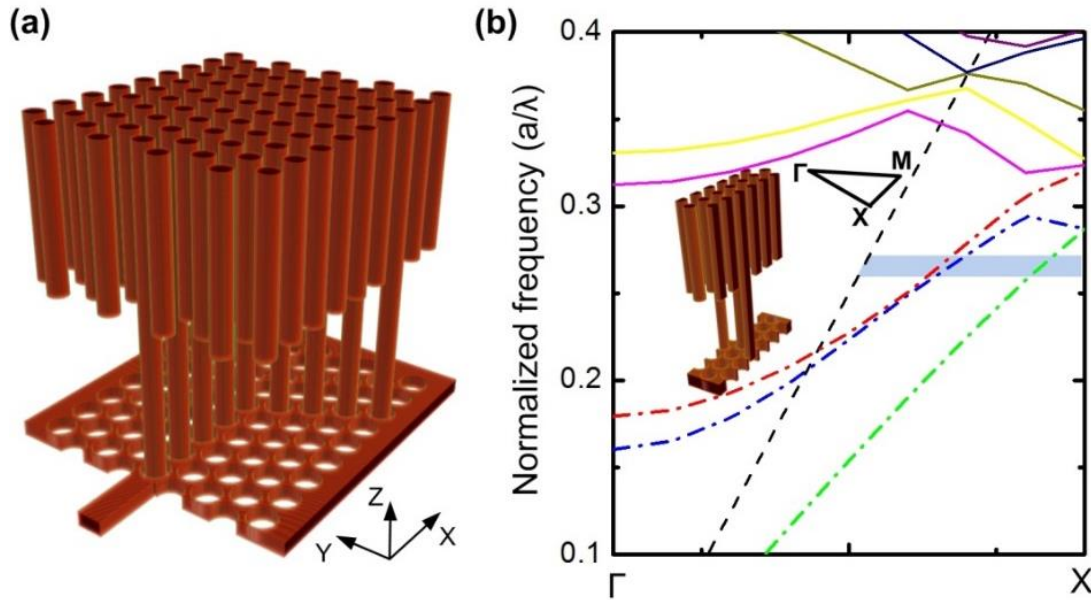 (a)
Z
Y
X
(b)
Normalized frequency (a/λ)
0.4
0.3
0.2
0.1
Γ
M
X
Γ
X